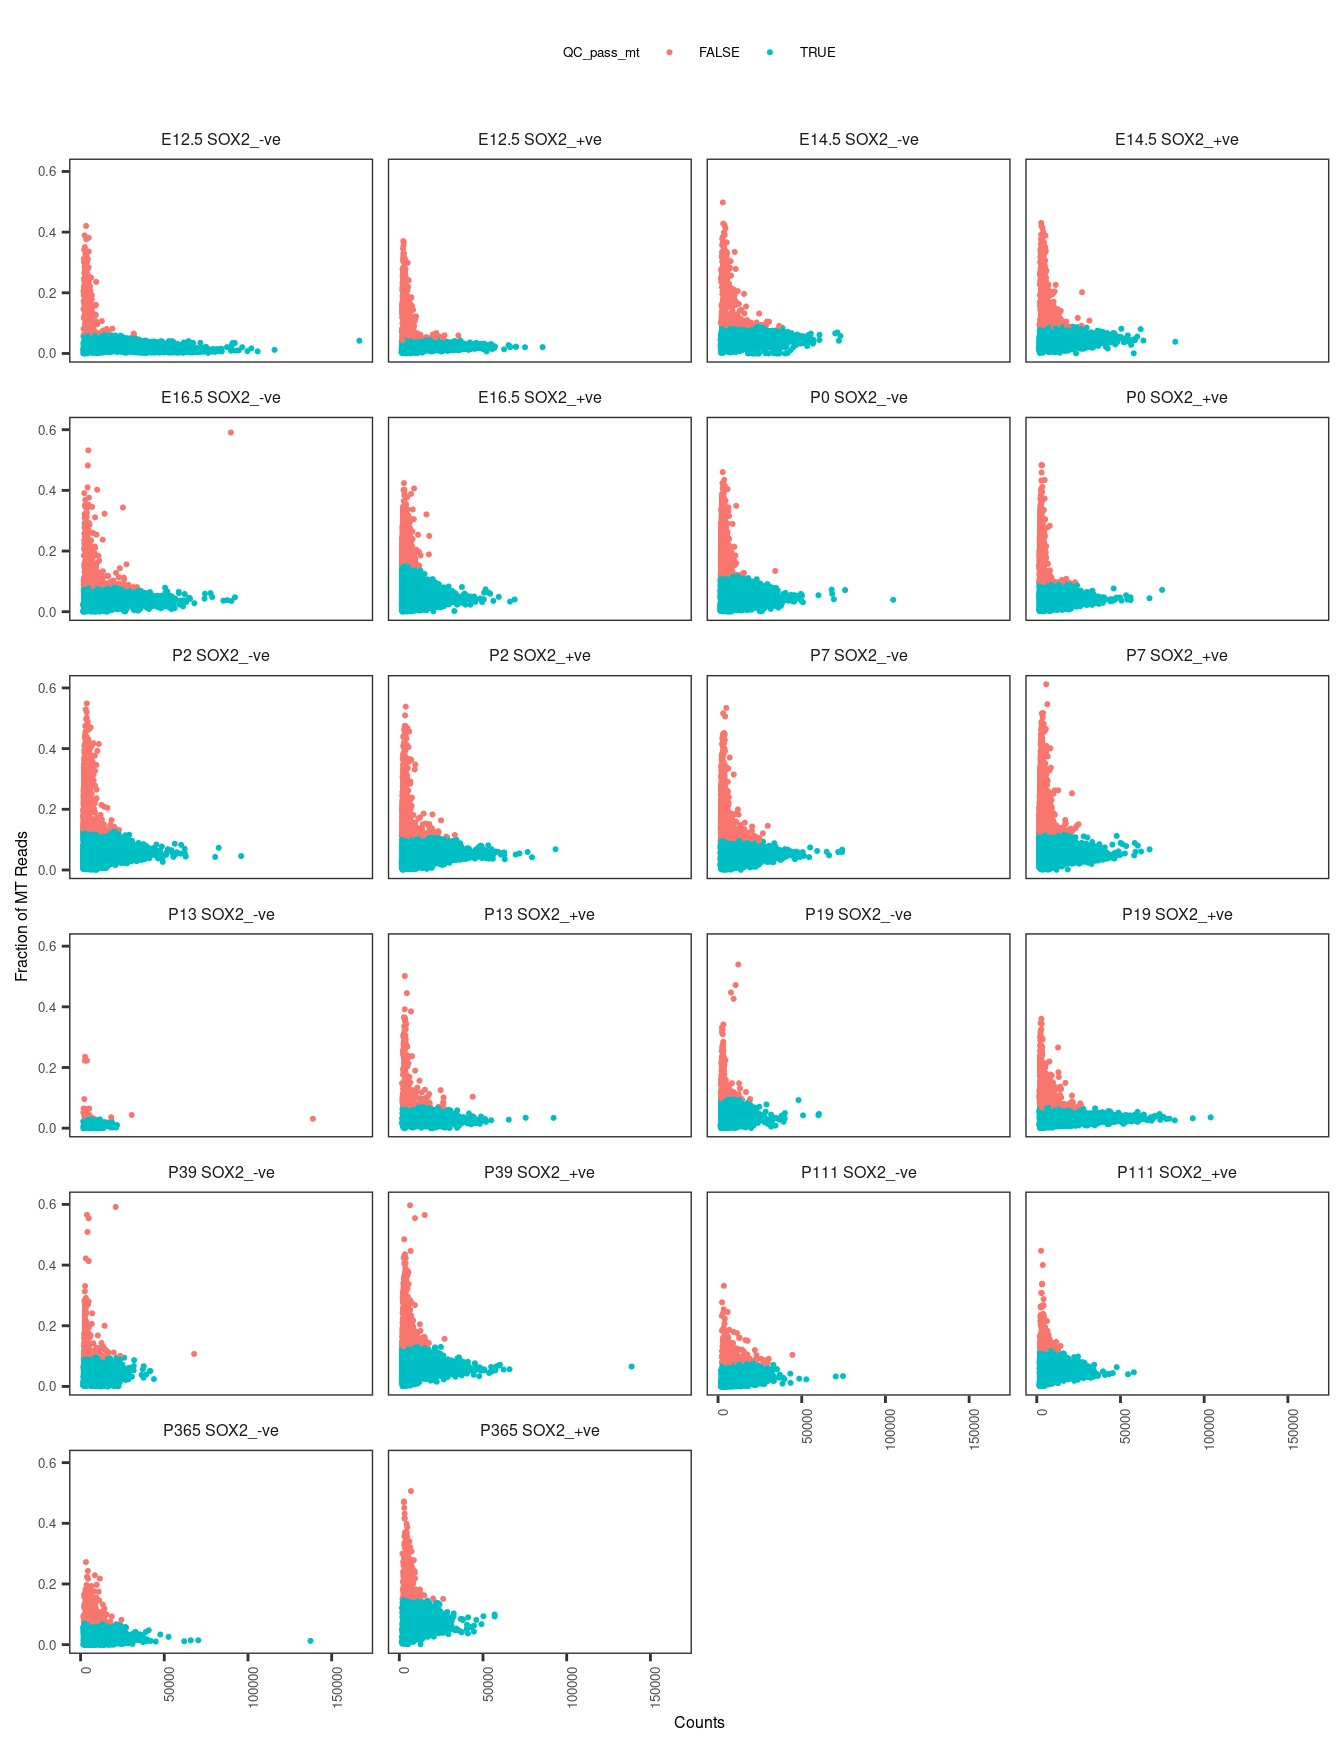 QC_pass_mt FALSE TRUE
E12.5 SOX2_-ve E12.5 SOX2_+ve E14.5 SOX2_-ve E14.5 SOX2_+ve
0.6
0.4
0.2
0.0
E16.5 SOX2_-ve E16.5 SOX2_+ve P0 SOX2_-ve P0 SOX2_+ve
0.6
0.4
0.2
0.0
P2 SOX2_-ve P2 SOX2_+ve P7 SOX2_-ve P7 SOX2_+ve
0.6
0.4
0.2
0.0
Fraction of MT Reads
P13 SOX2_-ve P13 SOX2_+ve P19 SOX2_-ve P19 SOX2_+ve
0.6
0.4
0.2
0.0
P39 SOX2_-ve P39 SOX2_+ve P111 SOX2_-ve P111 SOX2_+ve
0.6
0.4
0.2
0.0
0 50000 100000 150000 0 50000 100000 150000
P365 SOX2_-ve P365 SOX2_+ve
0.6
0.4
0.2
0.0
0 50000 100000 150000 0 50000 100000 150000
Counts